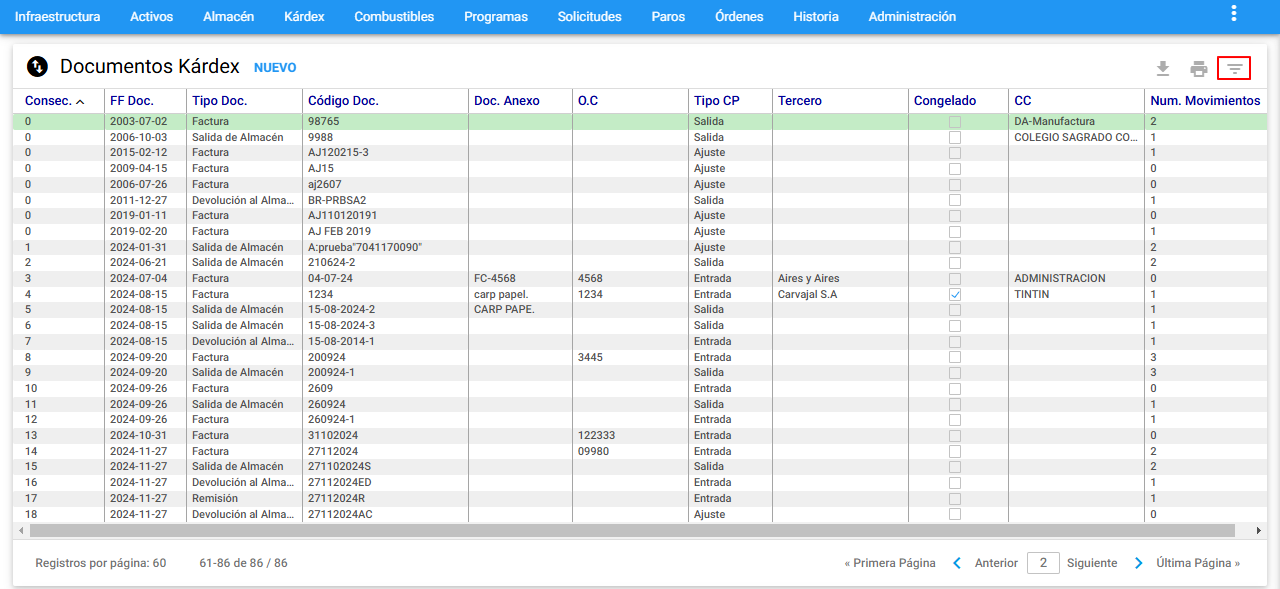 Infraestructura Activos Almacén Kárdex Combustibles Programas Solicitudes Paros Órdenes Historia Administración
Documentos Kárdex NUEVO
Consec. FF Doc. Tipo Doc. Código Doc. Doc. Anexo O.C Tipo CP Tercero Congelado CC Num. Movimientos
0 2003-07-02 Factura 98765 Salida DA-Manufactura 2
0 2006-10-03 Salida de Almacén 9988 Salida COLEGIO SAGRADO CO... 1
0 2015-02-12 Factura AJ120215-3 Ajuste 1
0 2009-04-15 Factura AJ15 Ajuste 0
0 2006-07-26 Factura aj2607 Ajuste 0
0 2011-12-27 Devolución al Alma... BR-PRBSA2 Salida 1
0 2019-01-11 Factura AJ110120191 Ajuste 0
0 2019-02-20 Factura AJ FEB 2019 Ajuste 1
1 2024-01-31 Salida de Almacén A:prueba"7041170090" Ajuste 2
2 2024-06-21 Salida de Almacén 210624-2 Salida 2
3 2024-07-04 Factura 04-07-24 FC-4568 4568 Entrada Aires y Aires ADMINISTRACION 0
4 2024-08-15 Factura 1234 carp papel. 1234 Entrada Carvajal S.A TINTIN 1
5 2024-08-15 Salida de Almacén 15-08-2024-2 CARP PAPE. Salida 1
6 2024-08-15 Salida de Almacén 15-08-2024-3 Salida 1
7 2024-08-15 Devolución al Alma... 15-08-2014-1 Entrada 1
8 2024-09-20 Factura 200924 3445 Entrada 3
9 2024-09-20 Salida de Almacén 200924-1 Salida 3
10 2024-09-26 Factura 2609 Entrada 0
11 2024-09-26 Salida de Almacén 260924 Salida 1
12 2024-09-26 Factura 260924-1 Entrada 1
13 2024-10-31 Factura 31102024 122333 Entrada 0
14 2024-11-27 Factura 27112024 09980 Entrada 2
15 2024-11-27 Salida de Almacén 271102024S Salida 2
16 2024-11-27 Devolución al Alma... 27112024ED Entrada 1
17 2024-11-27 Remisión 27112024R Entrada 1
18 2024-11-27 Devolución al Alma... 27112024AC Ajuste 0
Registros por página: 60 61-86 de 86 / 86 « Primera Página Anterior 2 Siguiente Última Página »